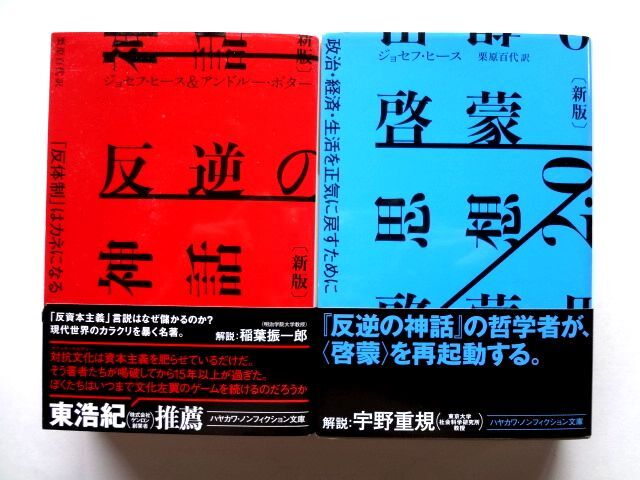 神話
〔新版〕
栗原百代 訳
ジョセフ・ヒース&アンドルー・ポター
反逆の
神話
〔新版〕
「反体制」はカネになる
「反資本主義」言説はなぜ儲かるのか?
現代世界のカラクリを暴く名著。
解説:稲葉振一郎
(明治学院大学教授)
対抗文化は資本主義を肥らせているだけだ。
そう著者たちが喝破してから15年以上が過ぎた。
ぼくたちはいつまで文化左翼のゲームを続けるのだろうか
東浩紀(株式会社ゲンロン創業者)推薦
ハヤカワ・ノンフィクション文庫
2.0
ジョセフ・ヒース
栗原百代 訳
〔新版〕
啓蒙
思想
2.0
啓蒙
政治・経済・生活を正気に戻すために
『反逆の神話』の哲学者が、
〈啓蒙〉を再起動する。
解説:宇野重規(東京大学社会科学研究所教授)
ハヤカワ・ノンフィクション文庫